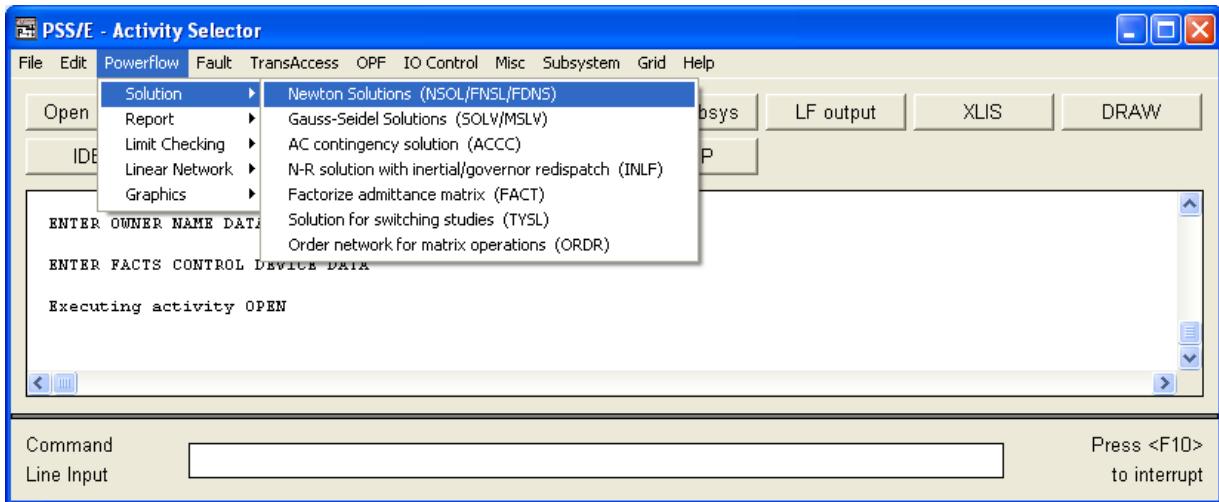 PSS/E - Activity Selector
File Edit Powerflow Fault TransAccess OPF IO Control Misc Subsystem Grid Help
Solution
Report
Limit Checking
Linear Network
Graphics
Newton Solutions (NSOL/FNSL/FDNS)
Gauss-Seidel Solutions (SOLV/MSLV)
AC contingency solution (ACCC)
N-R solution with inertial/governor redispatch (INLF)
Factorize admittance matrix (FACT)
Solution for switching studies (TYSL)
Order network for matrix operations (ORDR)
Open LF output XLIS DRAW
ENTER OWNER NAME DATA
ENTER FACTS CONTROL DEVICE DATA
Executing activity OPEN
Command
Line Input
Press <F10>
to interrupt